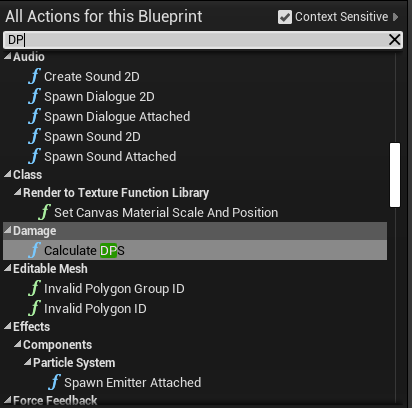 All Actions for this Blueprint
Context Sensitive
DP
Audio
Create Sound 2D
Spawn Dialogue 2D
Spawn Dialogue Attached
Spawn Sound 2D
Spawn Sound Attached
Class
Render to Texture Function Library
Set Canvas Material Scale And Position
Damage
Calculate DPS
Editable Mesh
Invalid Polygon Group ID
Invalid Polygon ID
Effects
Components
Particle System
Spawn Emitter Attached
Force Feedback